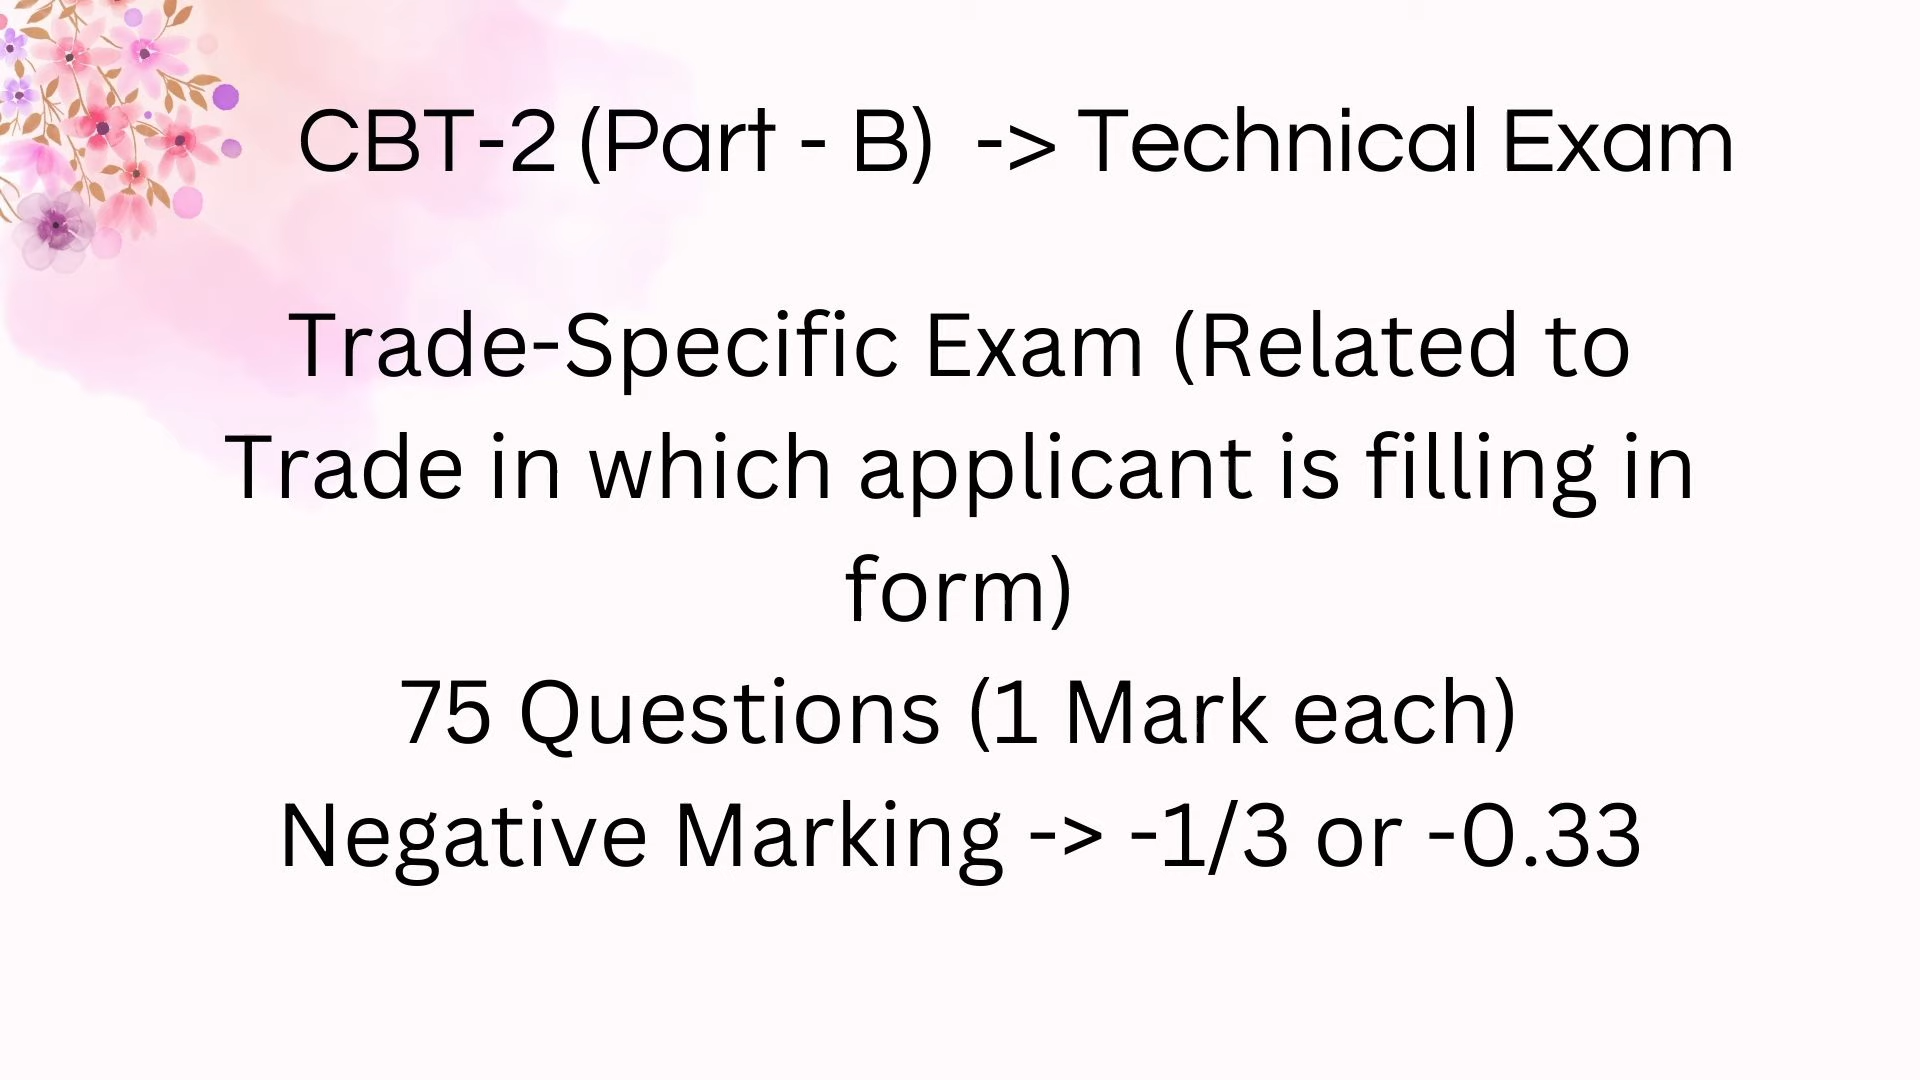 CBT-2 (Part - B)  -> Technical Exam
Trade-Specific Exam (Related to
Trade in which applicant is filling in
form)
75 Questions (1 Mark each)
Negative Marking -> -1/3 or -0.33